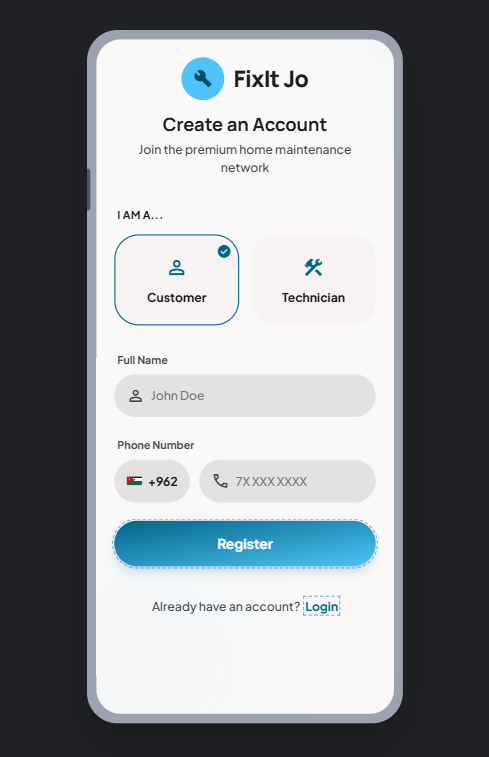 FixIt Jo
Create an Account
Join the premium home maintenance
network
I AM A...
Customer
Technician
Full Name
John Doe
Phone Number
+962
7X XXX XXXX
Register
Already have an account? Login